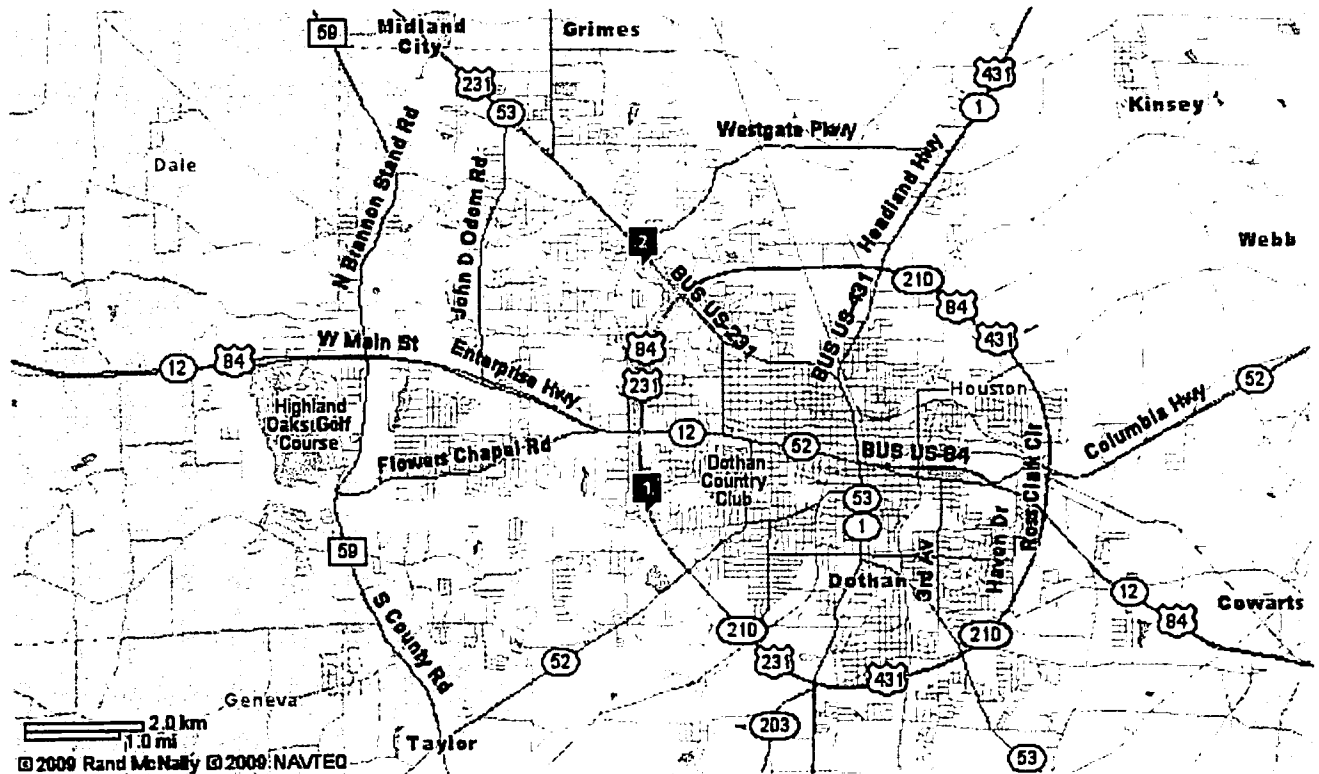 59
Midland
City
Grimes
231
53
431
1
Kinsey
Westgate Pkwy
Dale
N Brannon Stand Rd
John D Odom Rd
Headland Hwy
2
Webb
BUS US-231
BUS US-431
210
84
431
W Main St
12
84
Enterprise Hwy
84
231
Houston
52
Columbia Hwy
Highland
Oaks Golf
Course
Flowers Chapel Rd
12
52
BUS US-84
Dothan
Country
Club
1
53
1
Ross Clark Cir
Haven Dr
3rd Av
59
Dothan
12
84
Cowarts
S County Rd
210
231
210
431
52
Geneva
203
53
Taylor
2.0 km
1.0 mi
© 2009 Rand McNally © 2009 NAVTEQ